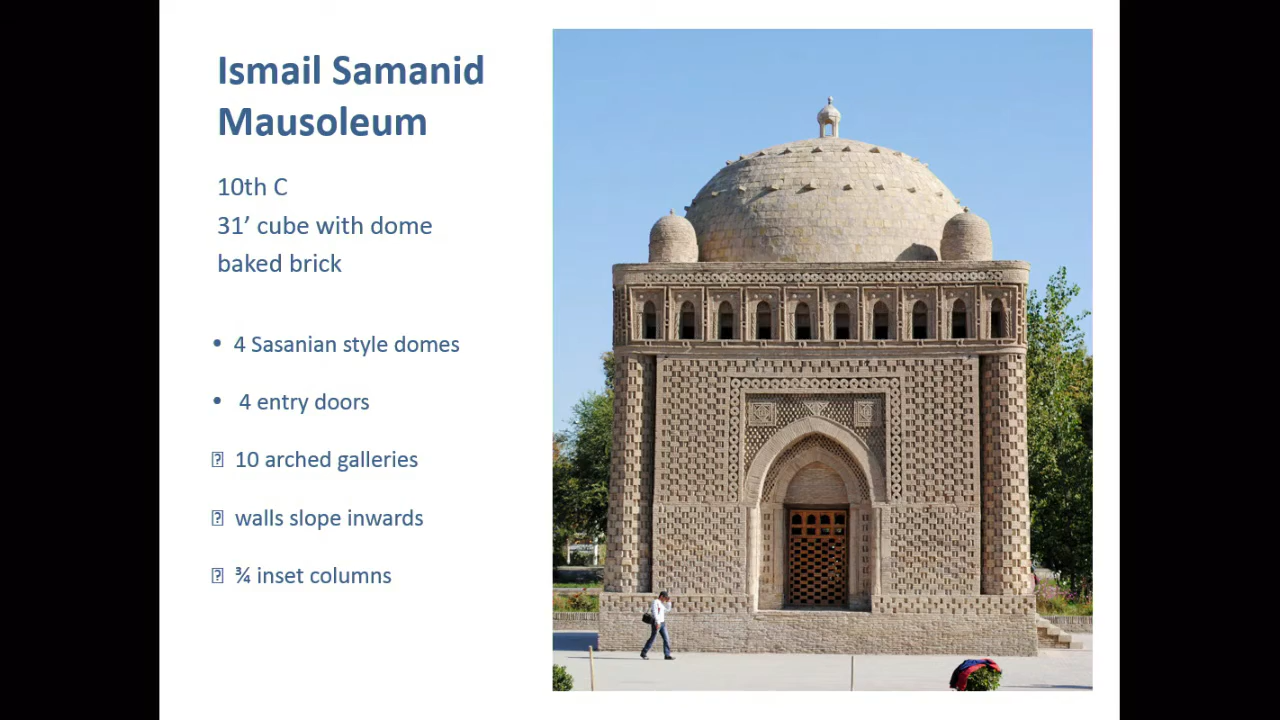 Ismail Samanid
Mausoleum
10th C
31’ cube with dome
baked brick
• 4 Sasanian style domes
• 4 entry doors
⍰ 10 arched galleries
⍰ walls slope inwards
⍰ ¾ inset columns